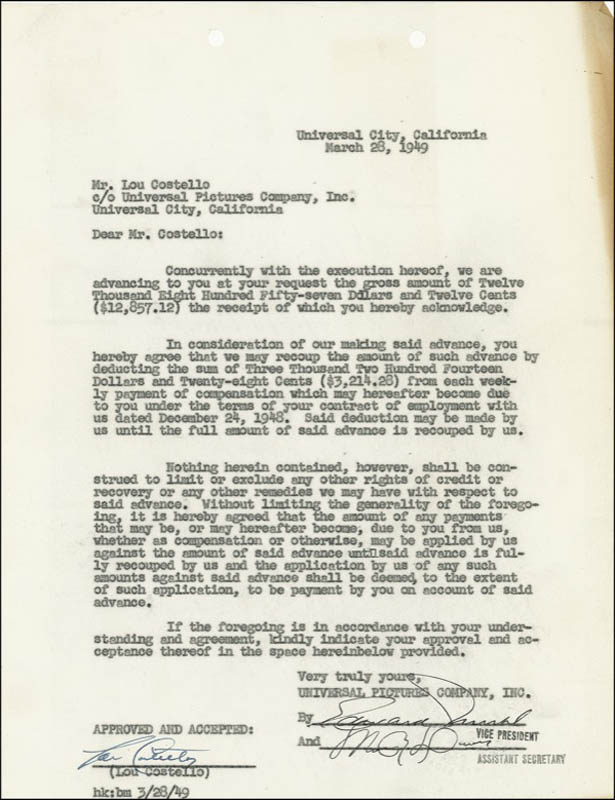 Universal City, California
March 28, 1949
Mr. Lou Costello
c/o Universal Pictures Company, Inc.
Universal City, California
Dear Mr. Costello:
Concurrently with the execution hereof, we are
advancing to you at your request the gross amount of Twelve
Thousand Eight Hundred Fifty-seven Dollars and Twelve Cents
($12,857.12) the receipt of which you hereby acknowledge.
In consideration of our making said advance, you
hereby agree that we may recoup the amount of such advance by
deducting the sum of Three Thousand Two Hundred Fourteen
Dollars and Twenty-eight Cents ($3,214.28) from each week-
ly payment of compensation which may hereafter become due
to you under the terms of your contract of employment with
us dated December 24, 1948. Said deduction may be made by
us until the full amount of said advance is recouped by us.
Nothing herein contained, however, shall be con-
strued to limit or exclude any other rights of credit or
recovery or any other remedies we may have with respect to
said advance. Without limiting the generality of the forego-
ing, it is hereby agreed that the amount of any payments
that may be, or may hereafter become, due to you from us,
whether as compensation or otherwise, may be applied by us
against the amount of said advance until said advance is ful-
ly recouped by us and the application by us of any such
amounts against said advance shall be deemed, to the extent
of such application, to be payment by you on account of said
advance.
If the foregoing is in accordance with your under-
standing and agreement, kindly indicate your approval and ac-
ceptance thereof in the space hereinbelow provided.
Very truly yours,
UNIVERSAL PICTURES COMPANY, INC.
By Edward
VICE PRESIDENT
APPROVED AND ACCEPTED:
And
ASSISTANT SECRETARY
Lou Costello
(Lou Costello)
hk:bm 3/28/49